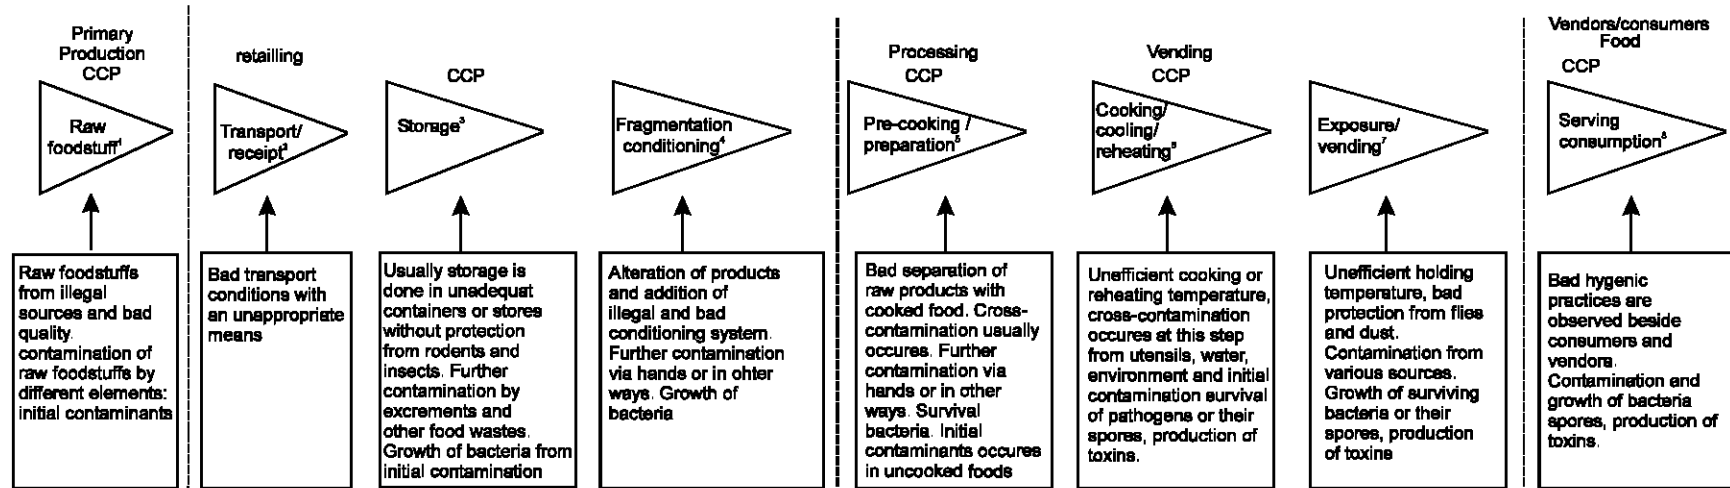 Primary
Production
CCP
retailling
CCP
Processing
CCP
Vending
CCP
Vendors/consumers
Food
CCP
Raw
foodstuff¹
Transport/
receipt²
Storage³
Fragmentation
conditioning⁴
Pre-cooking /
preparation⁵
Cooking/
cooling/
reheating⁶
Exposure/
vending⁷
Serving
consumption⁸
Raw foodstuffs
from illegal
sources and bad
quality.
contamination of
raw foodstuffs by
different elements:
initial contaminants
Bad transport
conditions with
an unappropriate
means
Usually storage is
done in unadequat
containers or stores
without protection
from rodents and
insects. Further
contamination by
excrements and
other food wastes.
Growth of bacteria from
initial contamination
Alteration of products
and addition of
illegal and bad
conditioning system.
Further contamination
via hands or in ohter
ways. Growth of
bacteria
Bad separation of
raw products with
cooked food. Cross-
contamination usually
occures. Further
contamination via
hands or in other
ways. Survival
bacteria. Initial
contaminants occures
in uncooked foods
Unefficient cooking or
reheating temperature,
cross-contamination
occures at this step
from utensils, water,
environment and initial
contamination survival
of pathogens or their
spores, production of
toxins.
Unefficient holding
temperature, bad
protection from flies
and dust.
Contamination from
various sources.
Growth of surviving
bacteria or their
spores, production
of toxins
Bad hygenic
practices are
observed beside
consumers and
vendors.
Contamination and
growth of bacteria
spores, production of
toxins.